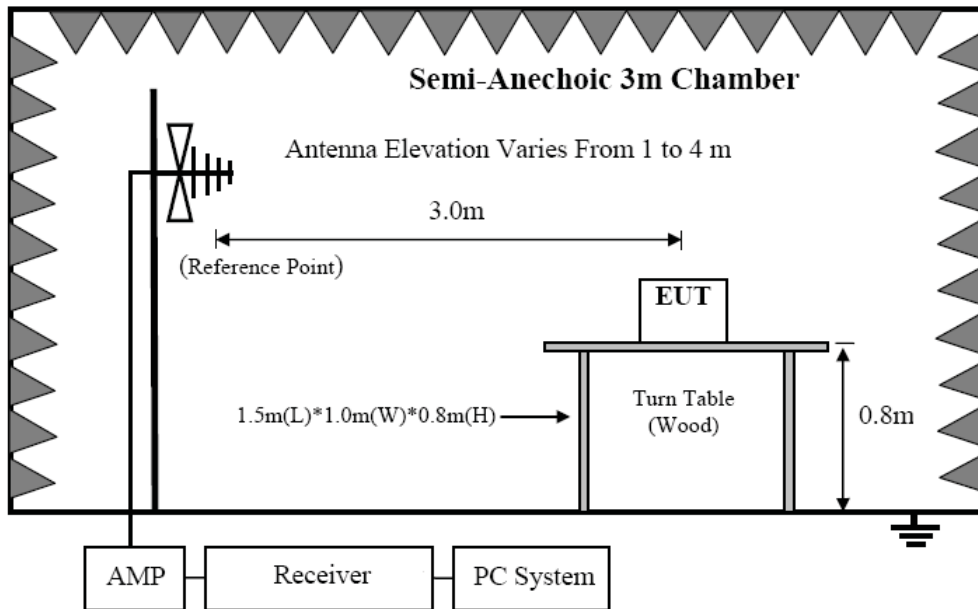 Semi-Anechoic 3m Chamber
Antenna Elevation Varies From 1 to 4 m
3.0m
(Reference Point)
EUT
1.5m(L)*1.0m(W)*0.8m(H)
Turn Table
(Wood)
0.8m
AMP
Receiver
PC System